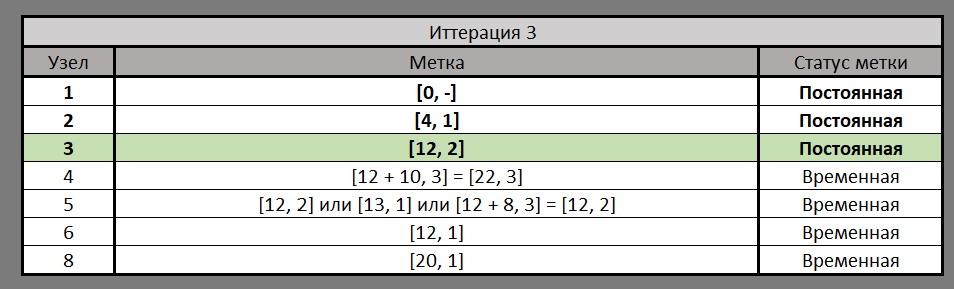 Иттерация 3
Узел Метка Статус метки
1 [0, -] Постоянная
2 [4, 1] Постоянная
3 [12, 2] Постоянная
4 [12 + 10, 3] = [22, 3] Временная
5 [12, 2] или [13, 1] или [12 + 8, 3] = [12, 2] Временная
6 [12, 1] Временная
8 [20, 1] Временная